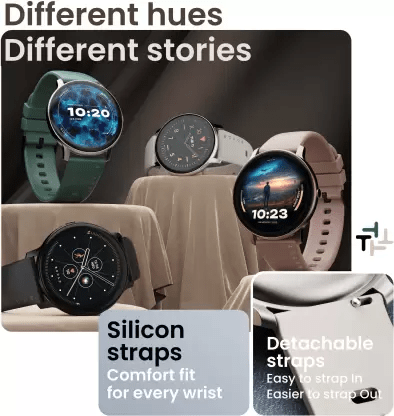 Different hues
Different stories
10:20
10:23
Silicon
straps
Comfort fit
for every wrist
Detachable
straps
Easy to strap In
Easier to strap Out